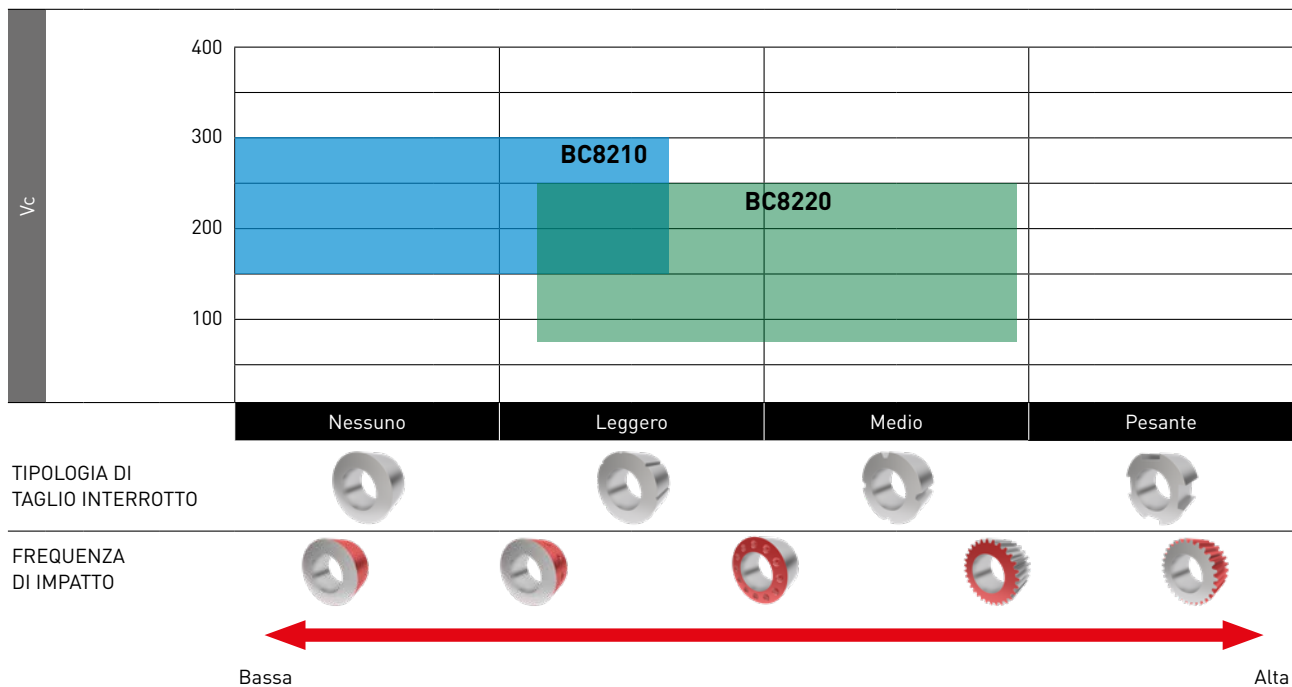 400
300
200
100
Vc
BC8210
BC8220
Nessuno
Leggero
Medio
Pesante
TIPOLOGIA DI
TAGLIO INTERROTTO
FREQUENZA
DI IMPATTO
Bassa
Alta